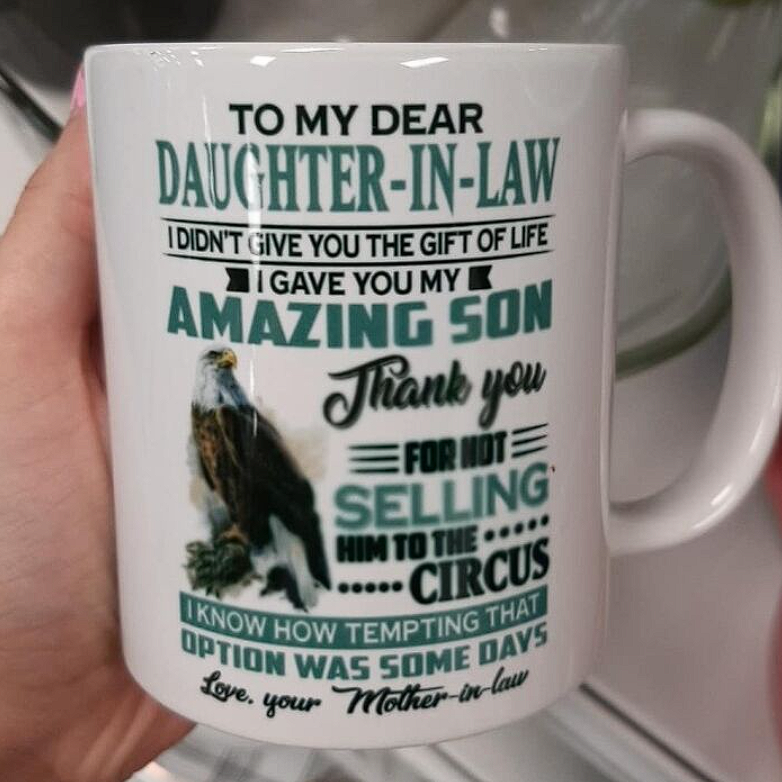 TO MY DEAR
DAUGHTER-IN-LAW
I DIDN'T GIVE YOU THE GIFT OF LIFE
I GAVE YOU MY
AMAZING SON
Thank you
FOR NOT
SELLING
HIM TO THE
CIRCUS
I KNOW HOW TEMPTING THAT
OPTION WAS SOME DAYS
Love, your Mother-in-law